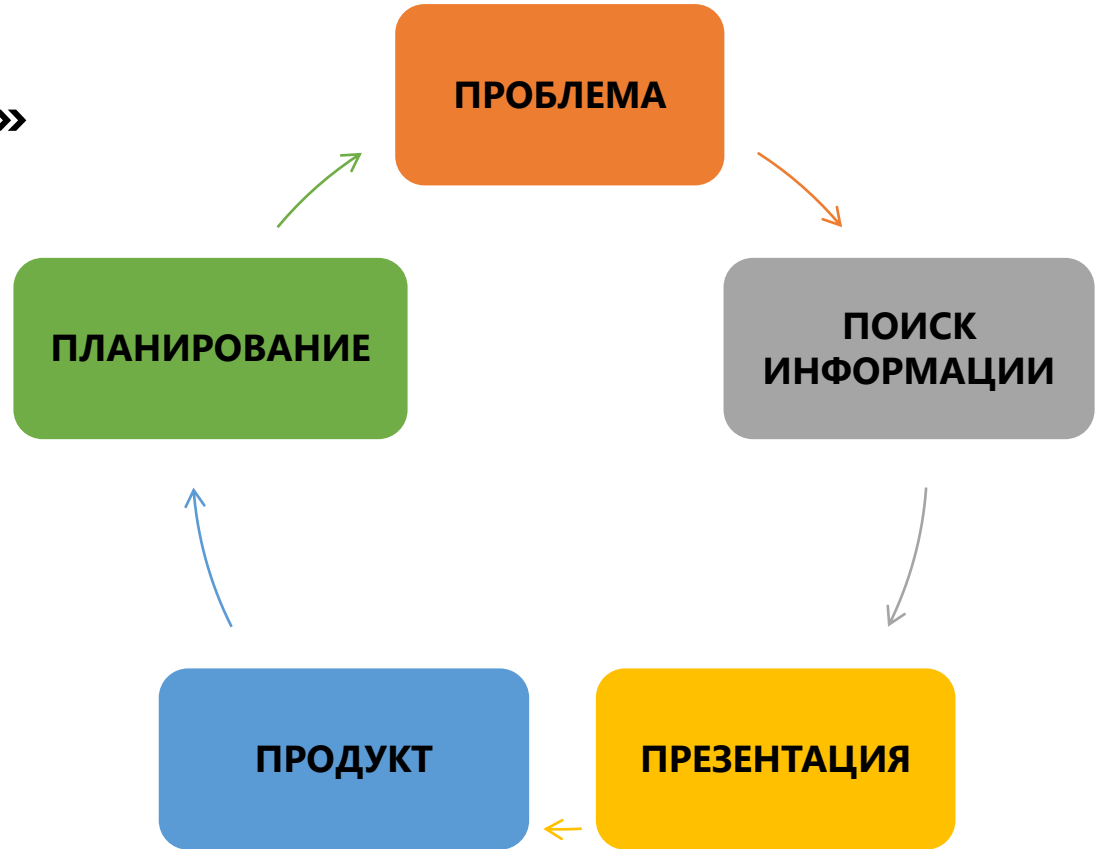 »
ПРОБЛЕМА
ПЛАНИРОВАНИЕ
ПОИСК
ИНФОРМАЦИИ
ПРОДУКТ
ПРЕЗЕНТАЦИЯ